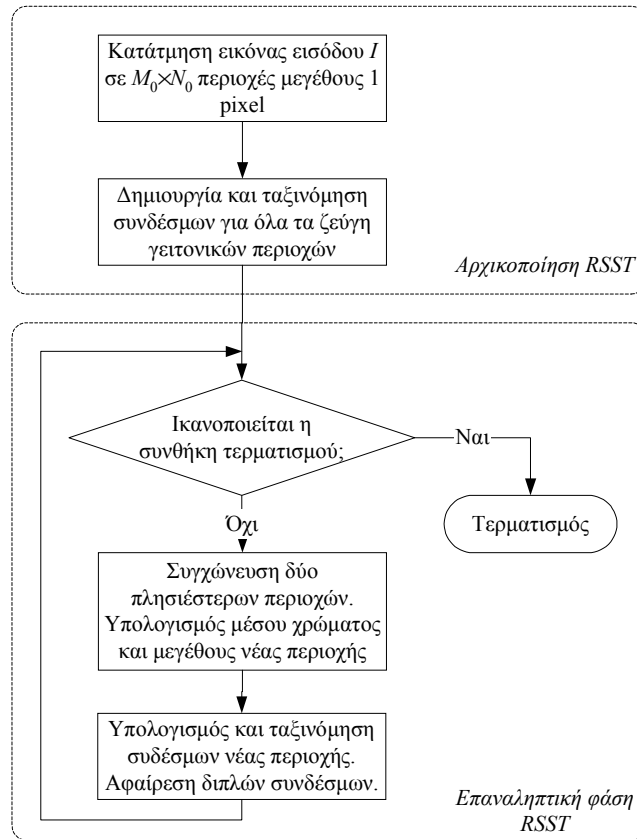 Κατάτμηση εικόνας εισόδου I
σε M₀×N₀ περιοχές μεγέθους 1
pixel
Δημιουργία και ταξινόμηση
συνδέσμων για όλα τα ζεύγη
γειτονικών περιοχών
Αρχικοποίηση RSST
Ικανοποιείται η
συνθήκη τερματισμού;
Ναι
Τερματισμός
Όχι
Συγχώνευση δύο
πλησιέστερων περιοχών.
Υπολογισμός μέσου χρώματος
και μεγέθους νέας περιοχής
Υπολογισμός και ταξινόμηση
συδέσμων νέας περιοχής.
Αφαίρεση διπλών συνδέσμων.
Επαναληπτική φάση
RSST